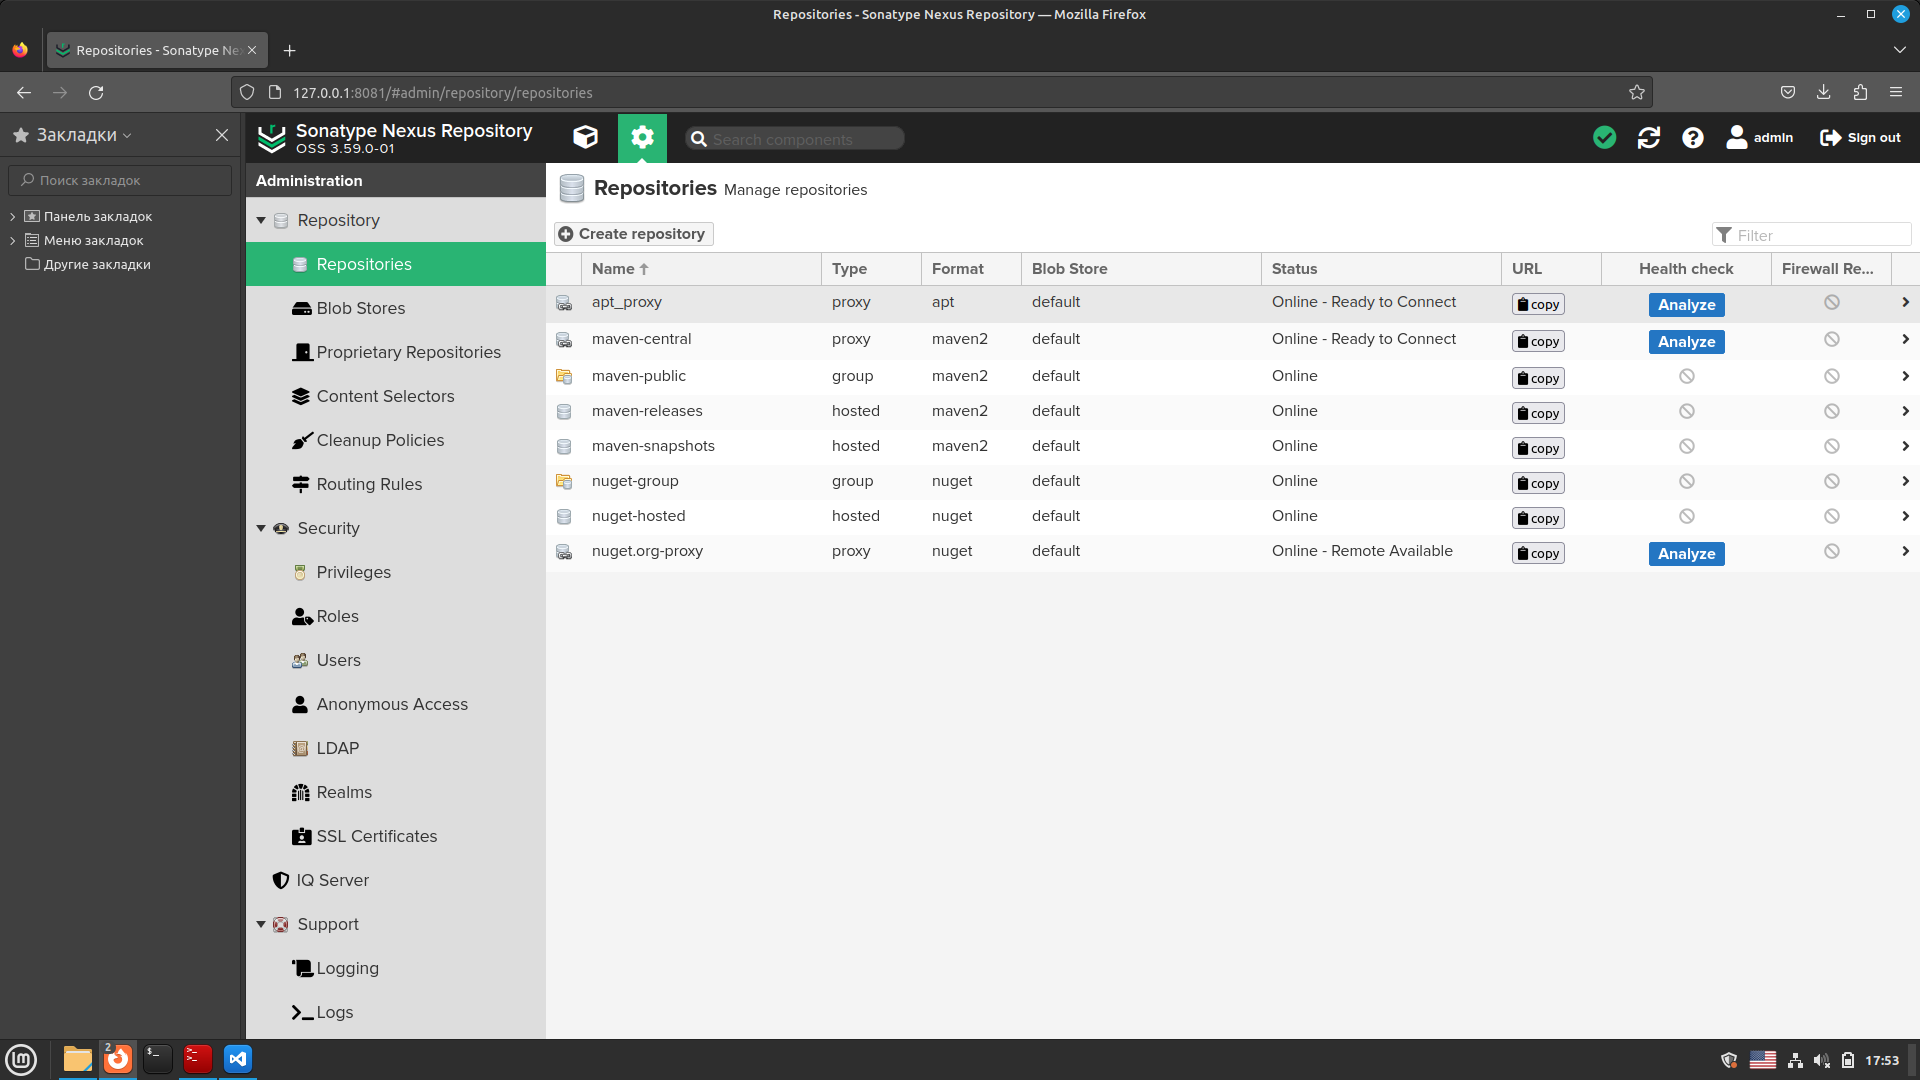 Repositories - Sonatype Nexus Repository — Mozilla Firefox
Repositories - Sonatype Ne
127.0.0.1:8081/#admin/repository/repositories
Закладки
Поиск закладок
Панель закладок
Меню закладок
Другие закладки
Sonatype Nexus Repository
OSS 3.59.0-01
Search components
admin
Sign out
Administration
Repository
Repositories
Blob Stores
Proprietary Repositories
Content Selectors
Cleanup Policies
Routing Rules
Security
Privileges
Roles
Users
Anonymous Access
LDAP
Realms
SSL Certificates
IQ Server
Support
Logging
Logs
Repositories Manage repositories
Create repository
Filter
Name Type Format Blob Store Status URL Health check Firewall Re...
apt_proxy proxy apt default Online - Ready to Connect copy Analyze
maven-central proxy maven2 default Online - Ready to Connect copy Analyze
maven-public group maven2 default Online copy
maven-releases hosted maven2 default Online copy
maven-snapshots hosted maven2 default Online copy
nuget-group group nuget default Online copy
nuget-hosted hosted nuget default Online copy
nuget.org-proxy proxy nuget default Online - Remote Available copy Analyze
2
17:53